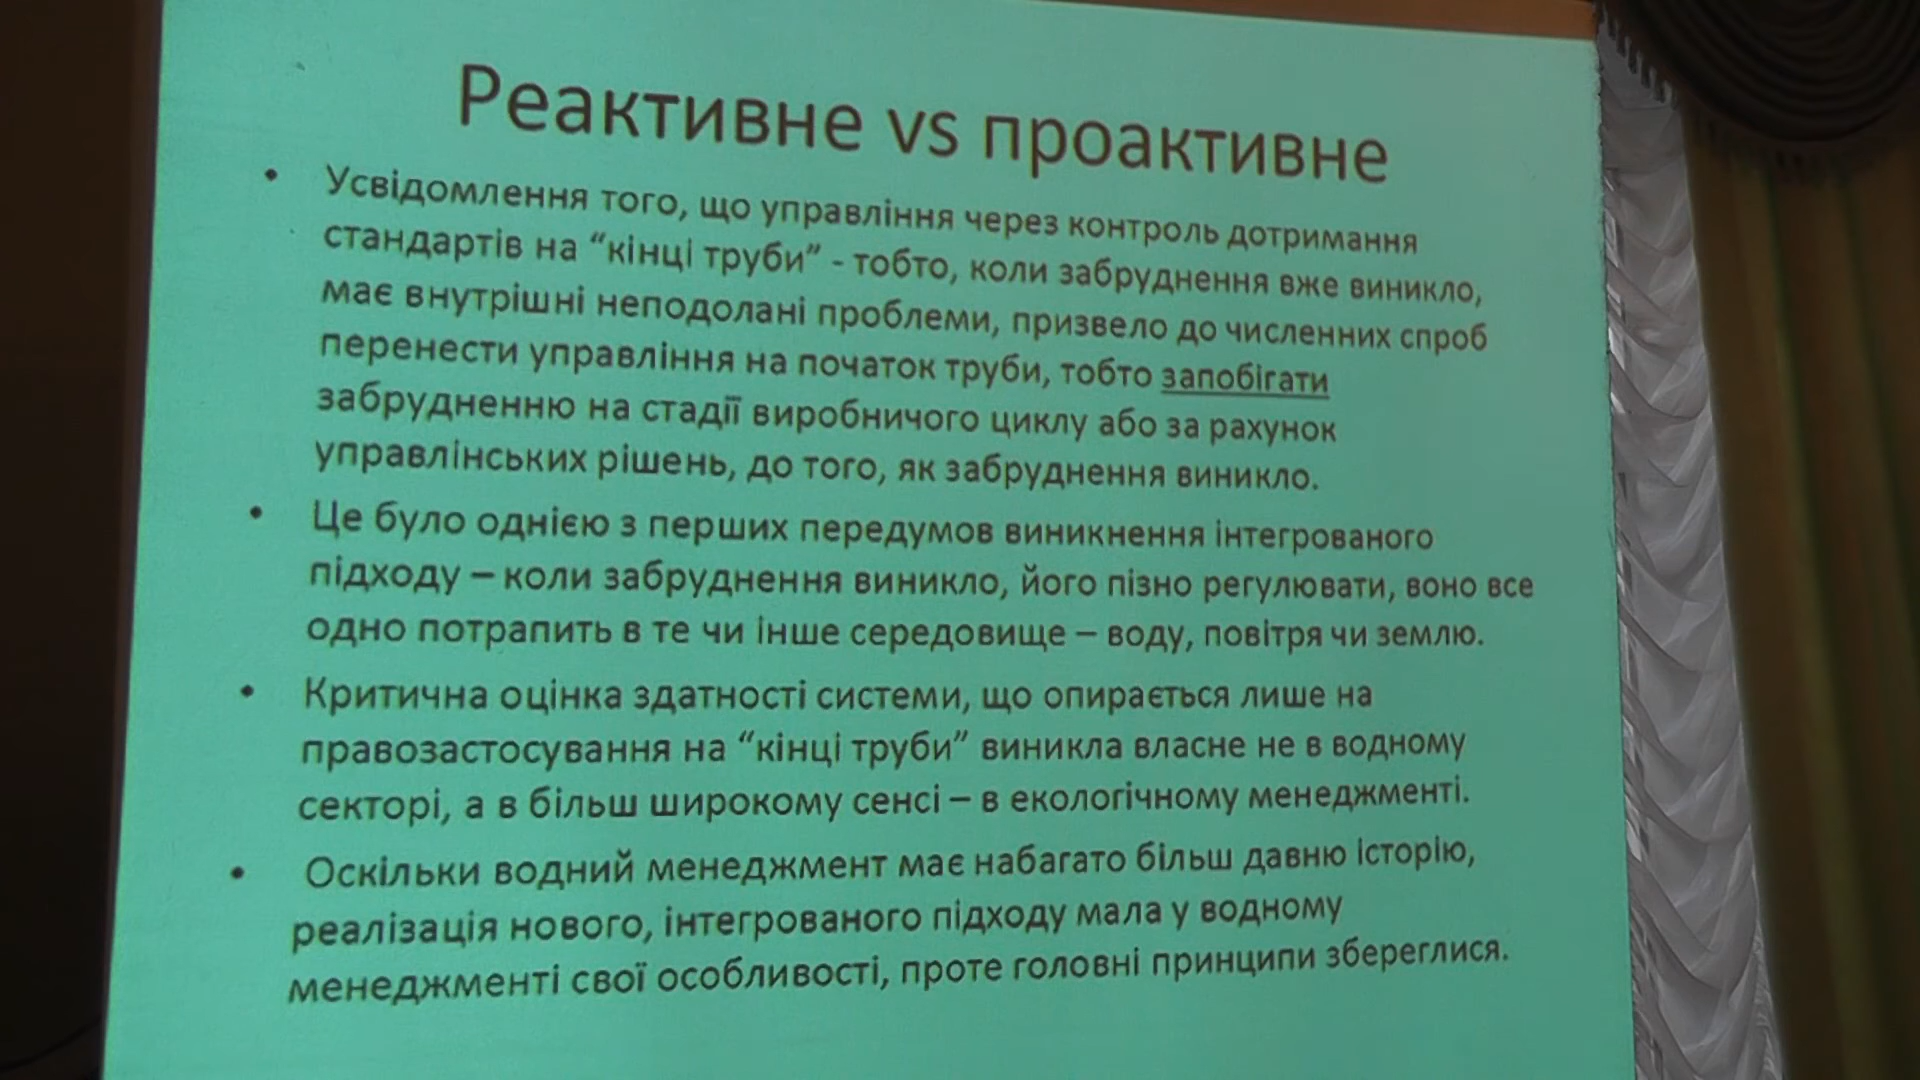 Реактивне vs проактивне
• Усвідомлення того, що управління через контроль дотримання
стандартів на “кінці труби” - тобто, коли забруднення вже виникло,
має внутрішні неподолані проблеми, призвело до численних спроб
перенести управління на початок труби, тобто запобігати
забрудненню на стадії виробничого циклу або за рахунок
управлінських рішень, до того, як забруднення виникло.
• Це було однією з перших передумов виникнення інтегрованого
підходу – коли забруднення виникло, його пізно регулювати, воно все
одно потрапить в те чи інше середовище – воду, повітря чи землю.
• Критична оцінка здатності системи, що опирається лише на
правозастосування на “кінці труби” виникла власне не в водному
секторі, а в більш широкому сенсі – в екологічному менеджменті.
• Оскільки водний менеджмент має набагато більш давню історію,
реалізація нового, інтегрованого підходу мала у водному
менеджменті свої особливості, проте головні принципи збереглися.